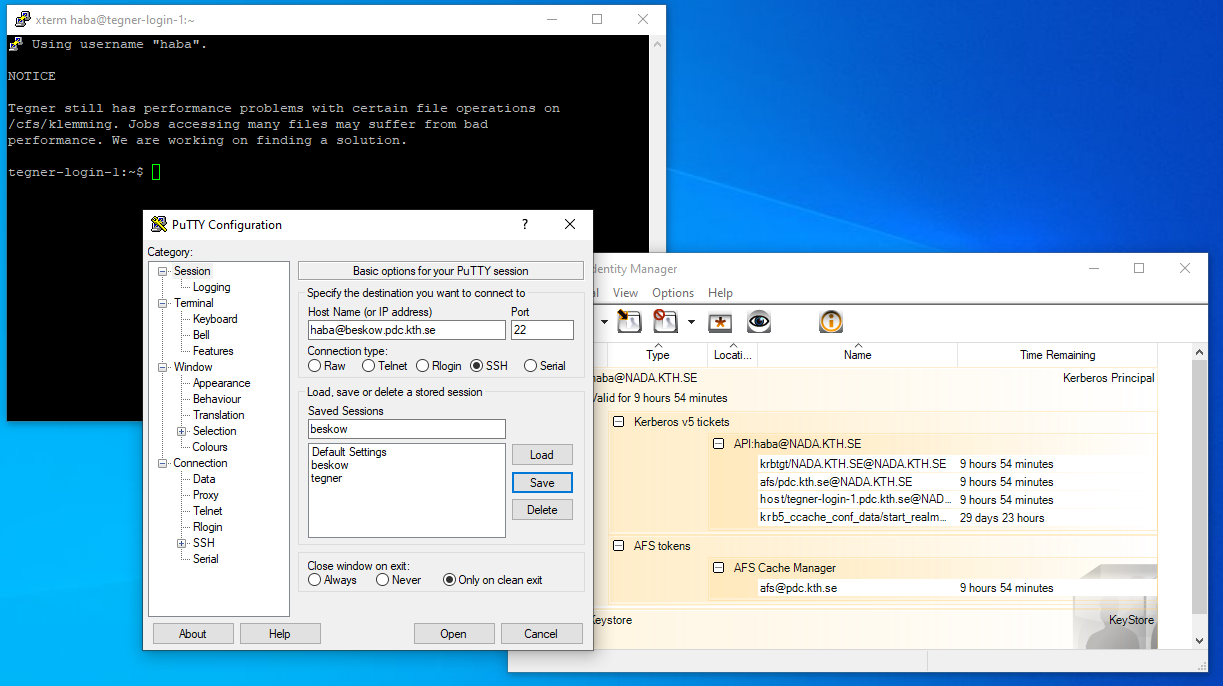 xterm haba@tegner-login-1:~
Using username "haba".
NOTICE
Tegner still has performance problems with certain file operations on
/cfs/klemming. Jobs accessing many files may suffer from bad
performance. We are working on finding a solution.
tegner-login-1:~$
PuTTY Configuration
?
Category:
Session
Logging
Terminal
Keyboard
Bell
Features
Window
Appearance
Behaviour
Translation
Selection
Colours
Connection
Data
Proxy
Telnet
Rlogin
SSH
Serial
Basic options for your PuTTY session
Specify the destination you want to connect to
Host Name (or IP address) Port
haba@beskow.pdc.kth.se 22
Connection type:
Raw Telnet Rlogin SSH Serial
Load, save or delete a stored session
Saved Sessions
beskow
Default Settings
beskow
tegner
Load
Save
Delete
Close window on exit:
Always Never Only on clean exit
About Help Open Cancel
dentity Manager
View Options Help
Type Locati... Name Time Remaining
haba@NADA.KTH.SE Kerberos Principal
Valid for 9 hours 54 minutes
Kerberos v5 tickets
API:haba@NADA.KTH.SE
krbtgt/NADA.KTH.SE@NADA.KTH.SE 9 hours 54 minutes
afs/pdc.kth.se@NADA.KTH.SE 9 hours 54 minutes
host/tegner-login-1.pdc.kth.se@NAD... 9 hours 54 minutes
krb5_ccache_conf_data/start_realm... 29 days 23 hours
AFS tokens
AFS Cache Manager
afs@pdc.kth.se 9 hours 54 minutes
Keystore KeyStore